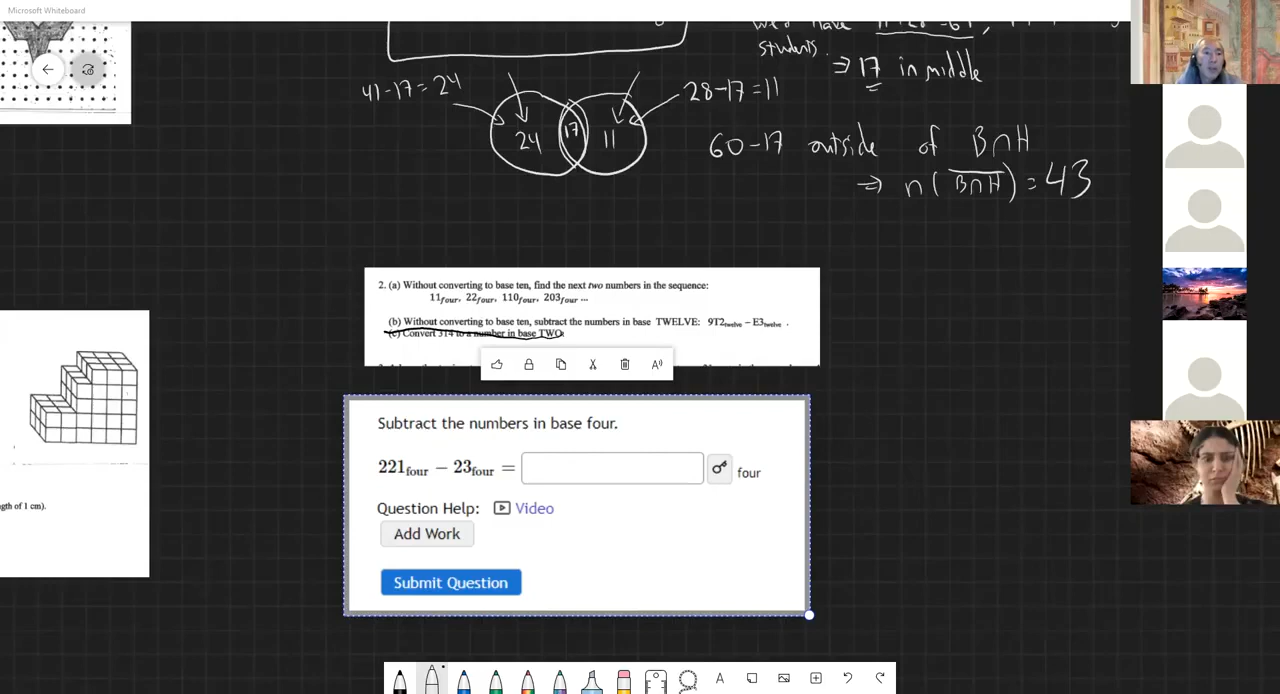 Microsoft Whiteboard
we'd have
students.
⇒ 17 in middle
41-17=24
28-17=11
24 17 11
60-17 outside of B∩H
⇒ n(B∩H)=43
2. (a) Without converting to base ten, find the next two numbers in the sequence:
11four, 22four, 110four, 203four ...
(b) Without converting to base ten, subtract the numbers in base TWELVE: 9T2twelve – E3twelve .
(c) Convert 314 to a number in base TWO.
Subtract the numbers in base four.
221four − 23four = four
Question Help: Video
Add Work
Submit Question
gth of 1 cm).